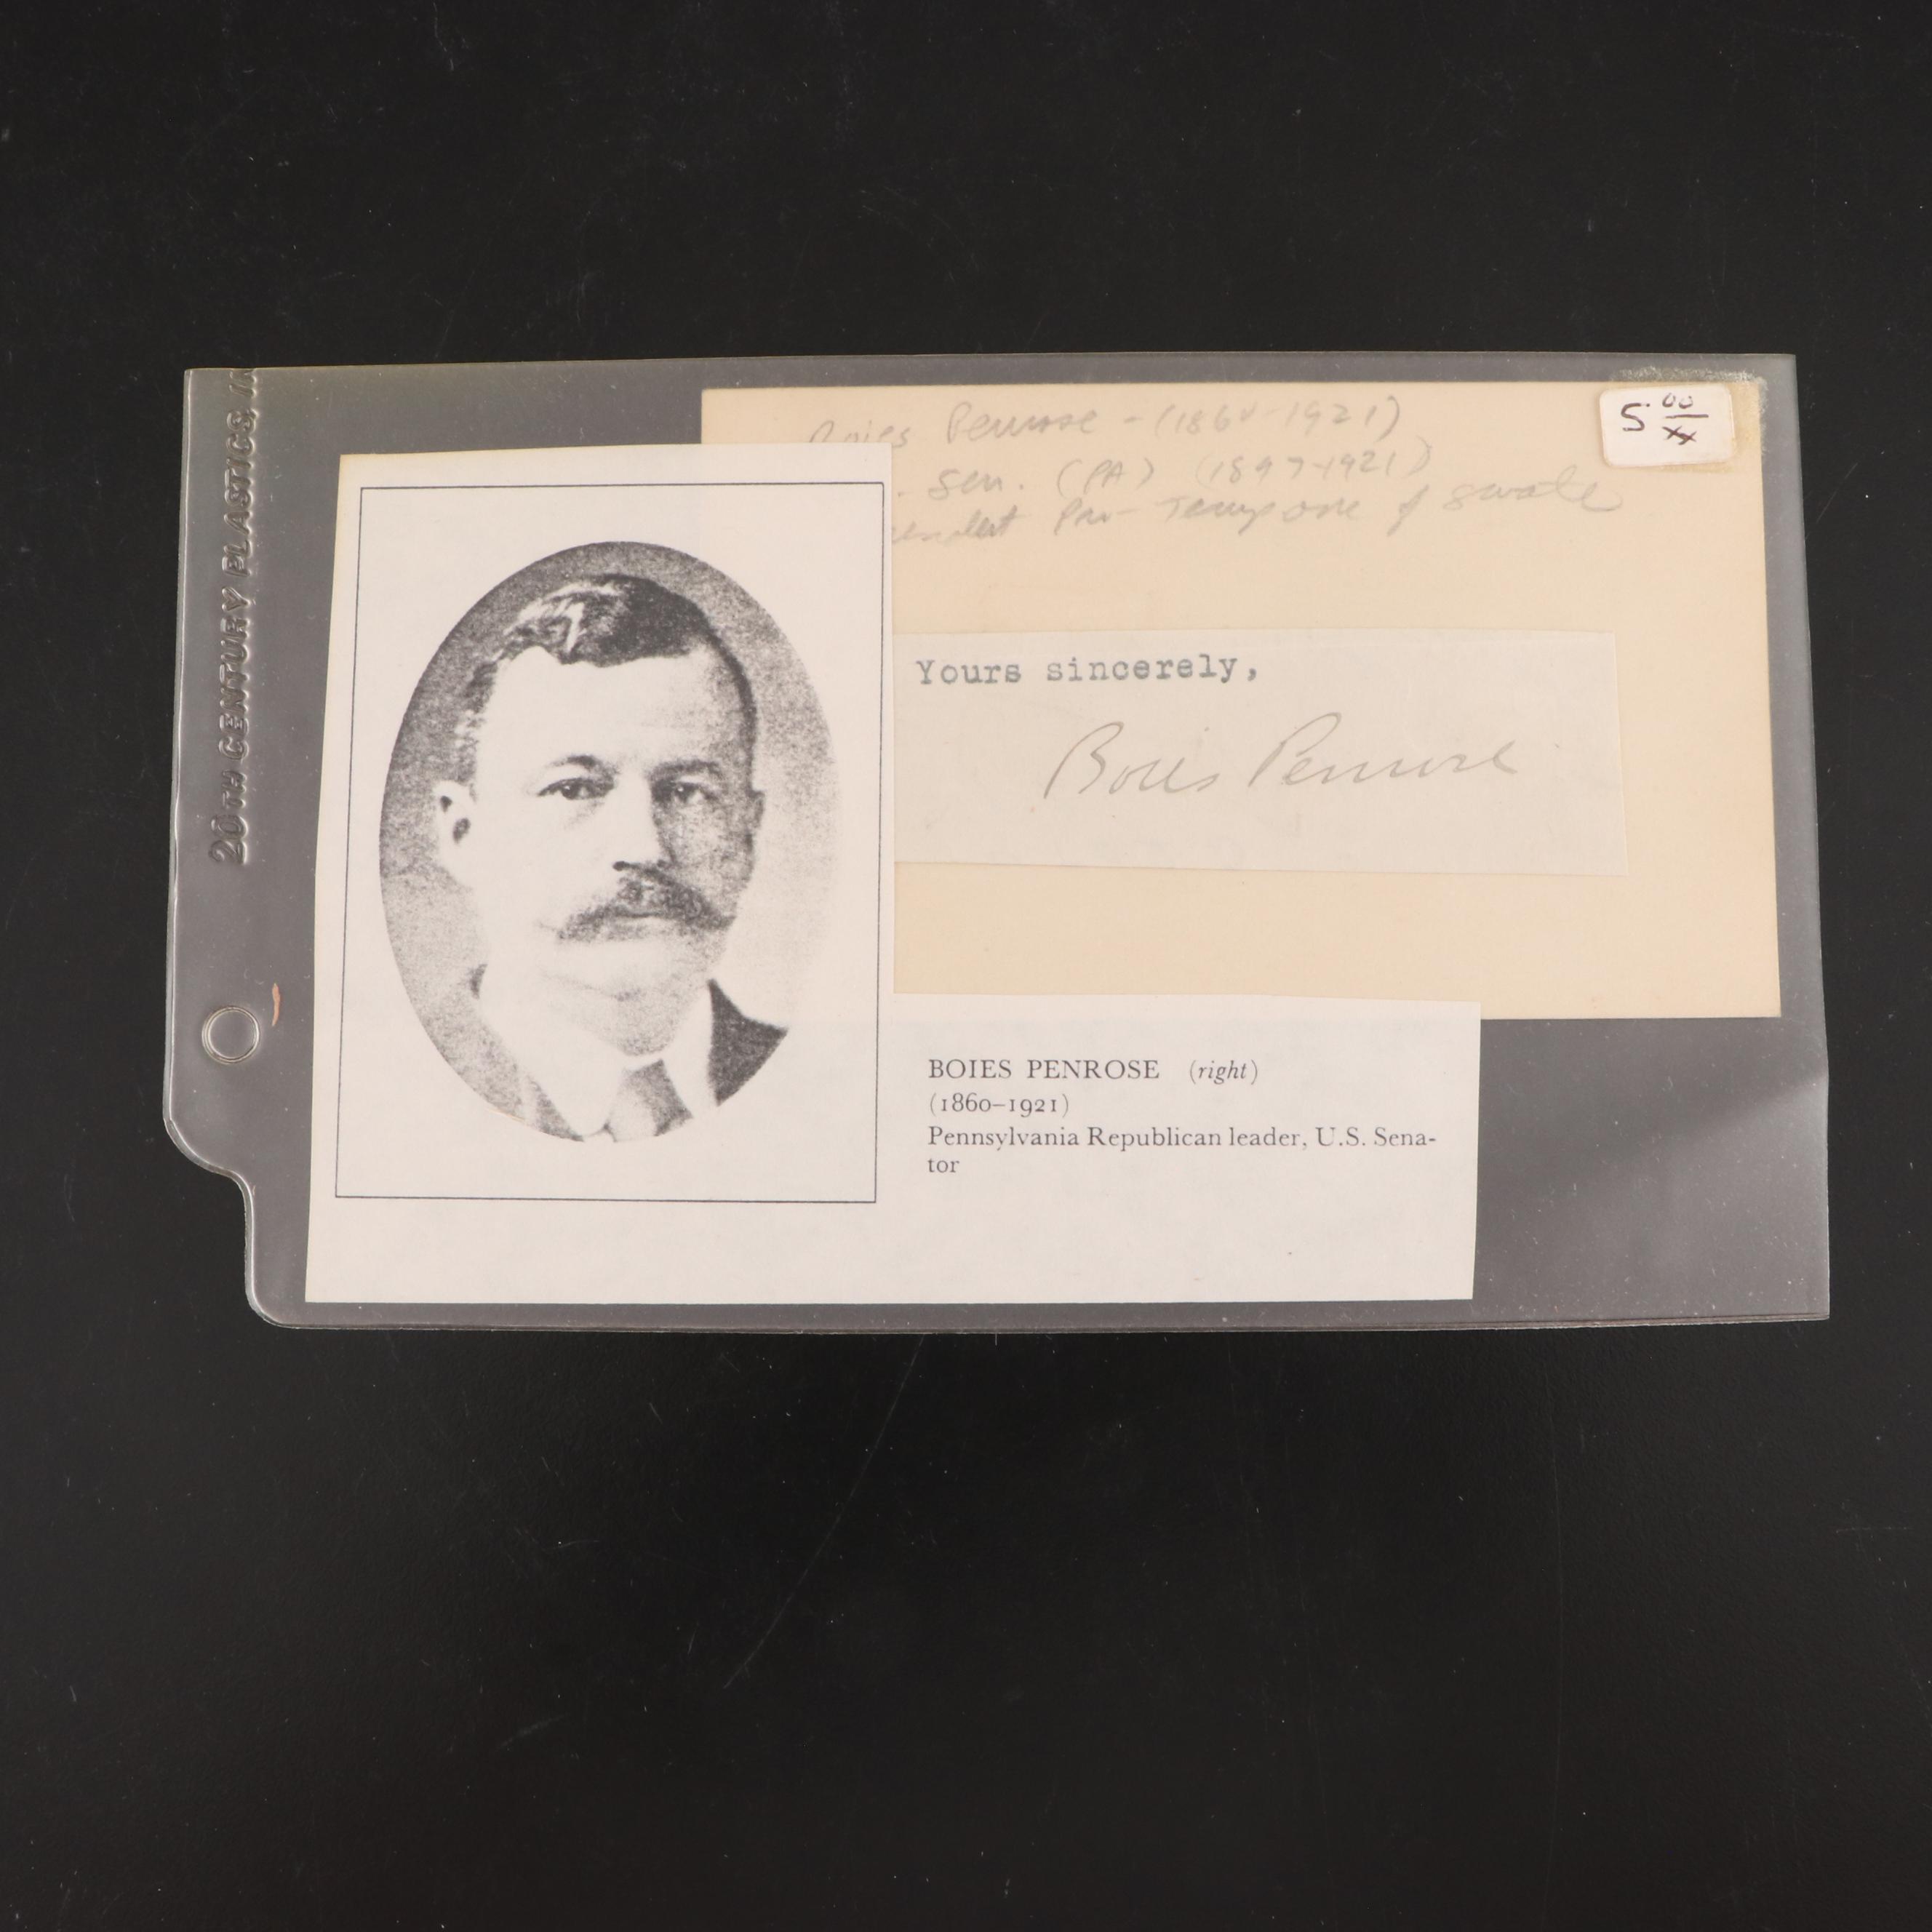 20TH CENTURY PLASTICS
Boies Penrose - (1860-1921)
. Sen. (PA) (1897-1921)
Pro-Tempore of Senate
5.00
xx
Yours sincerely,
Boies Penrose
BOIES PENROSE (right)
(1860–1921)
Pennsylvania Republican leader, U.S. Sena-
tor